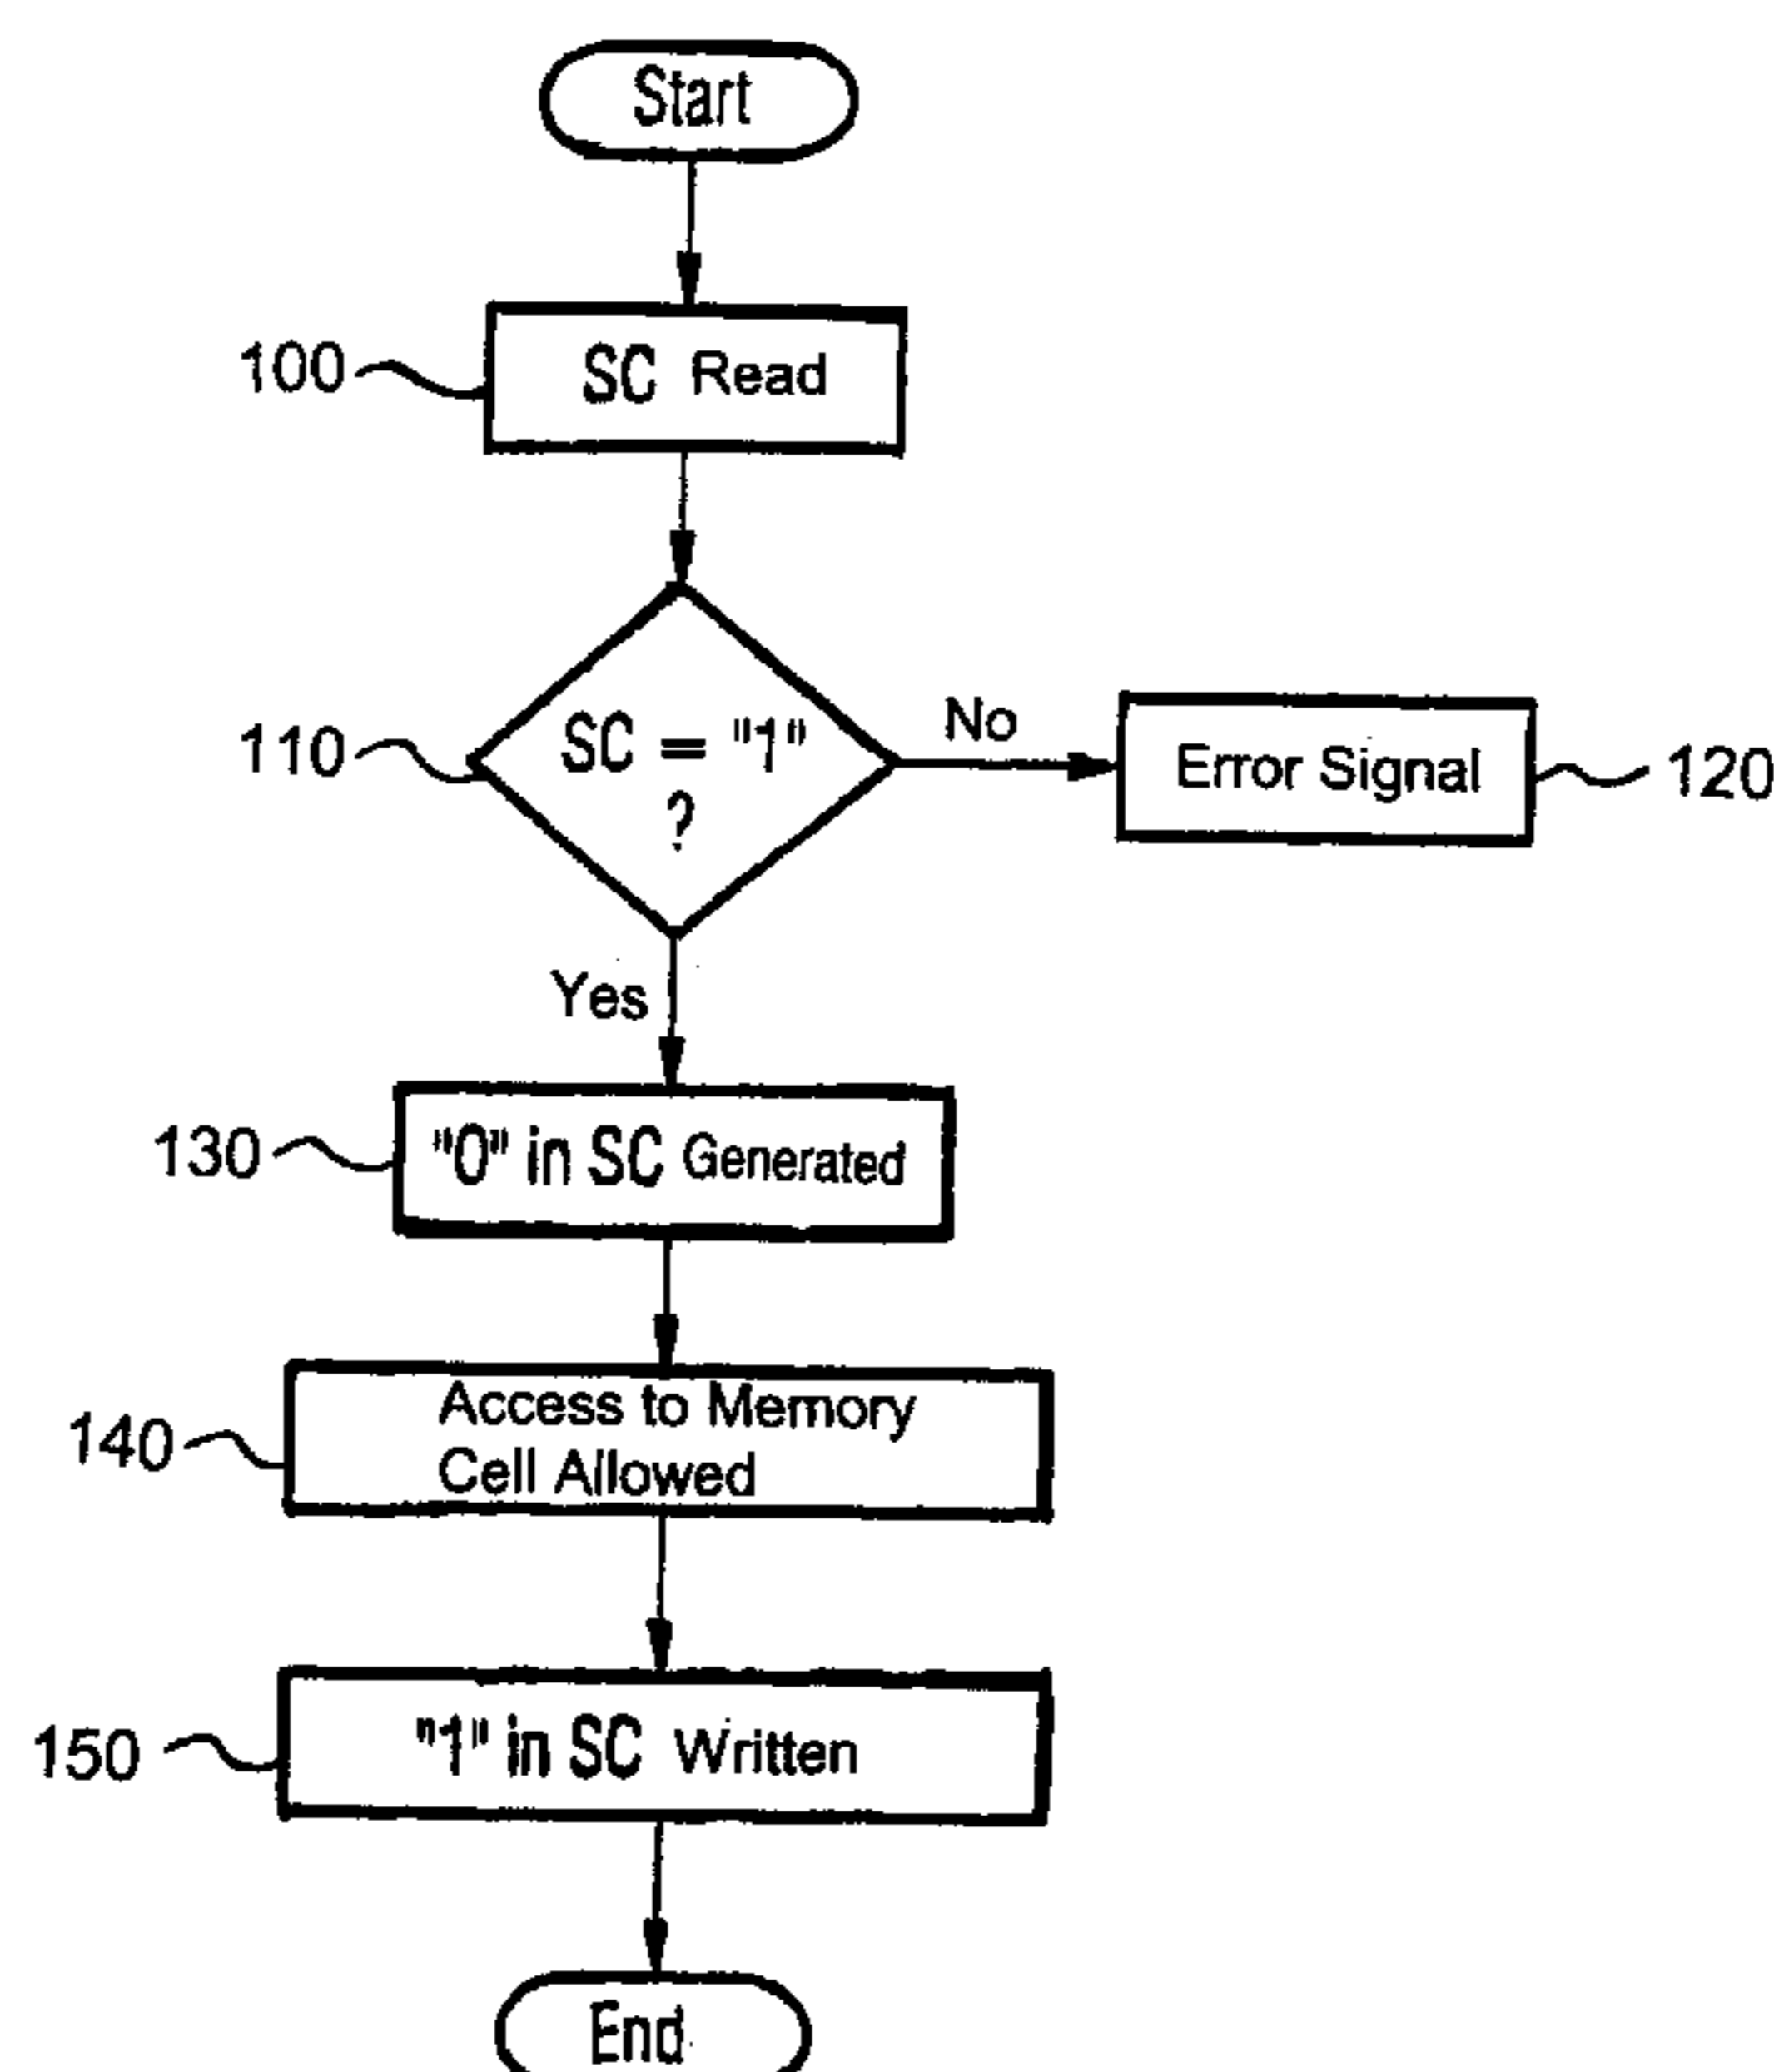 Start
100
SC Read
110
SC = "1"
?
No
Error Signal
120
Yes
130
"0" in SC Generated
140
Access to Memory
Cell Allowed
150
"1" in SC Written
End